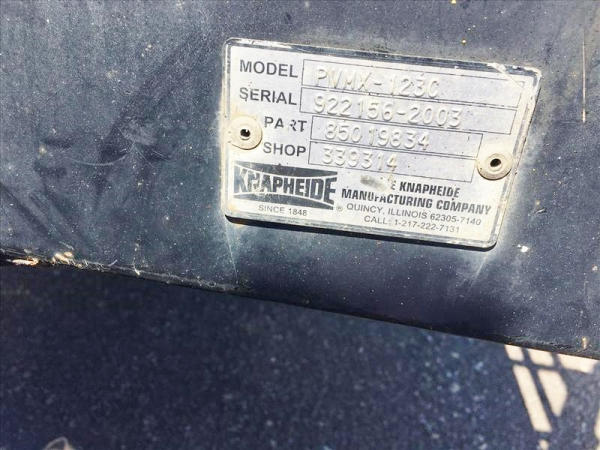 MODEL PVMX-123C
SERIAL 922156-2003
PART 85019834
SHOP 339314
KNAPHEIDE
SINCE 1848
®
E KNAPHEIDE
MANUFACTURING COMPANY
QUINCY, ILLINOIS 62305-7140
CALL: 1-217-222-7131